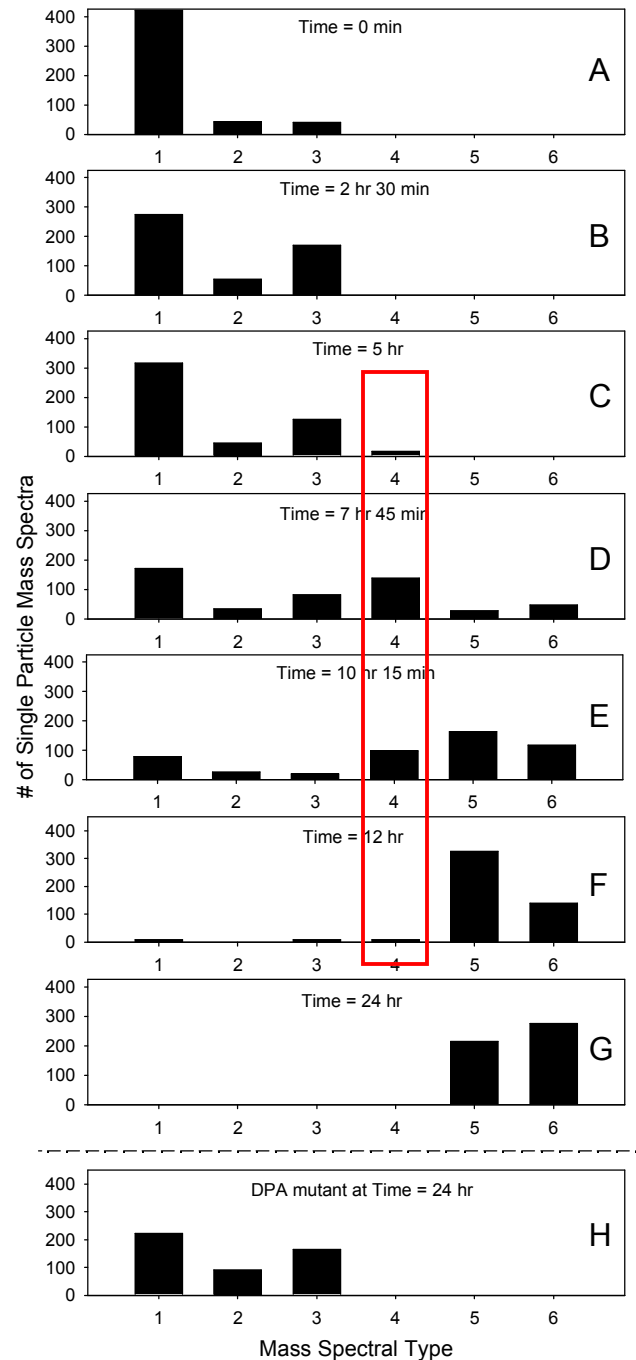 # of Single Particle Mass Spectra
Time = 0 min
A
400
300
200
100
0
1 2 3 4 5 6
Time = 2 hr 30 min
B
400
300
200
100
0
1 2 3 4 5 6
Time = 5 hr
C
400
300
200
100
0
1 2 3 4 5 6
Time = 7 hr 45 min
D
400
300
200
100
0
1 2 3 4 5 6
Time = 10 hr 15 min
E
400
300
200
100
0
1 2 3 4 5 6
Time = 12 hr
F
400
300
200
100
0
1 2 3 4 5 6
Time = 24 hr
G
400
300
200
100
0
1 2 3 4 5 6
DPA mutant at Time = 24 hr
H
400
300
200
100
0
1 2 3 4 5 6
Mass Spectral Type